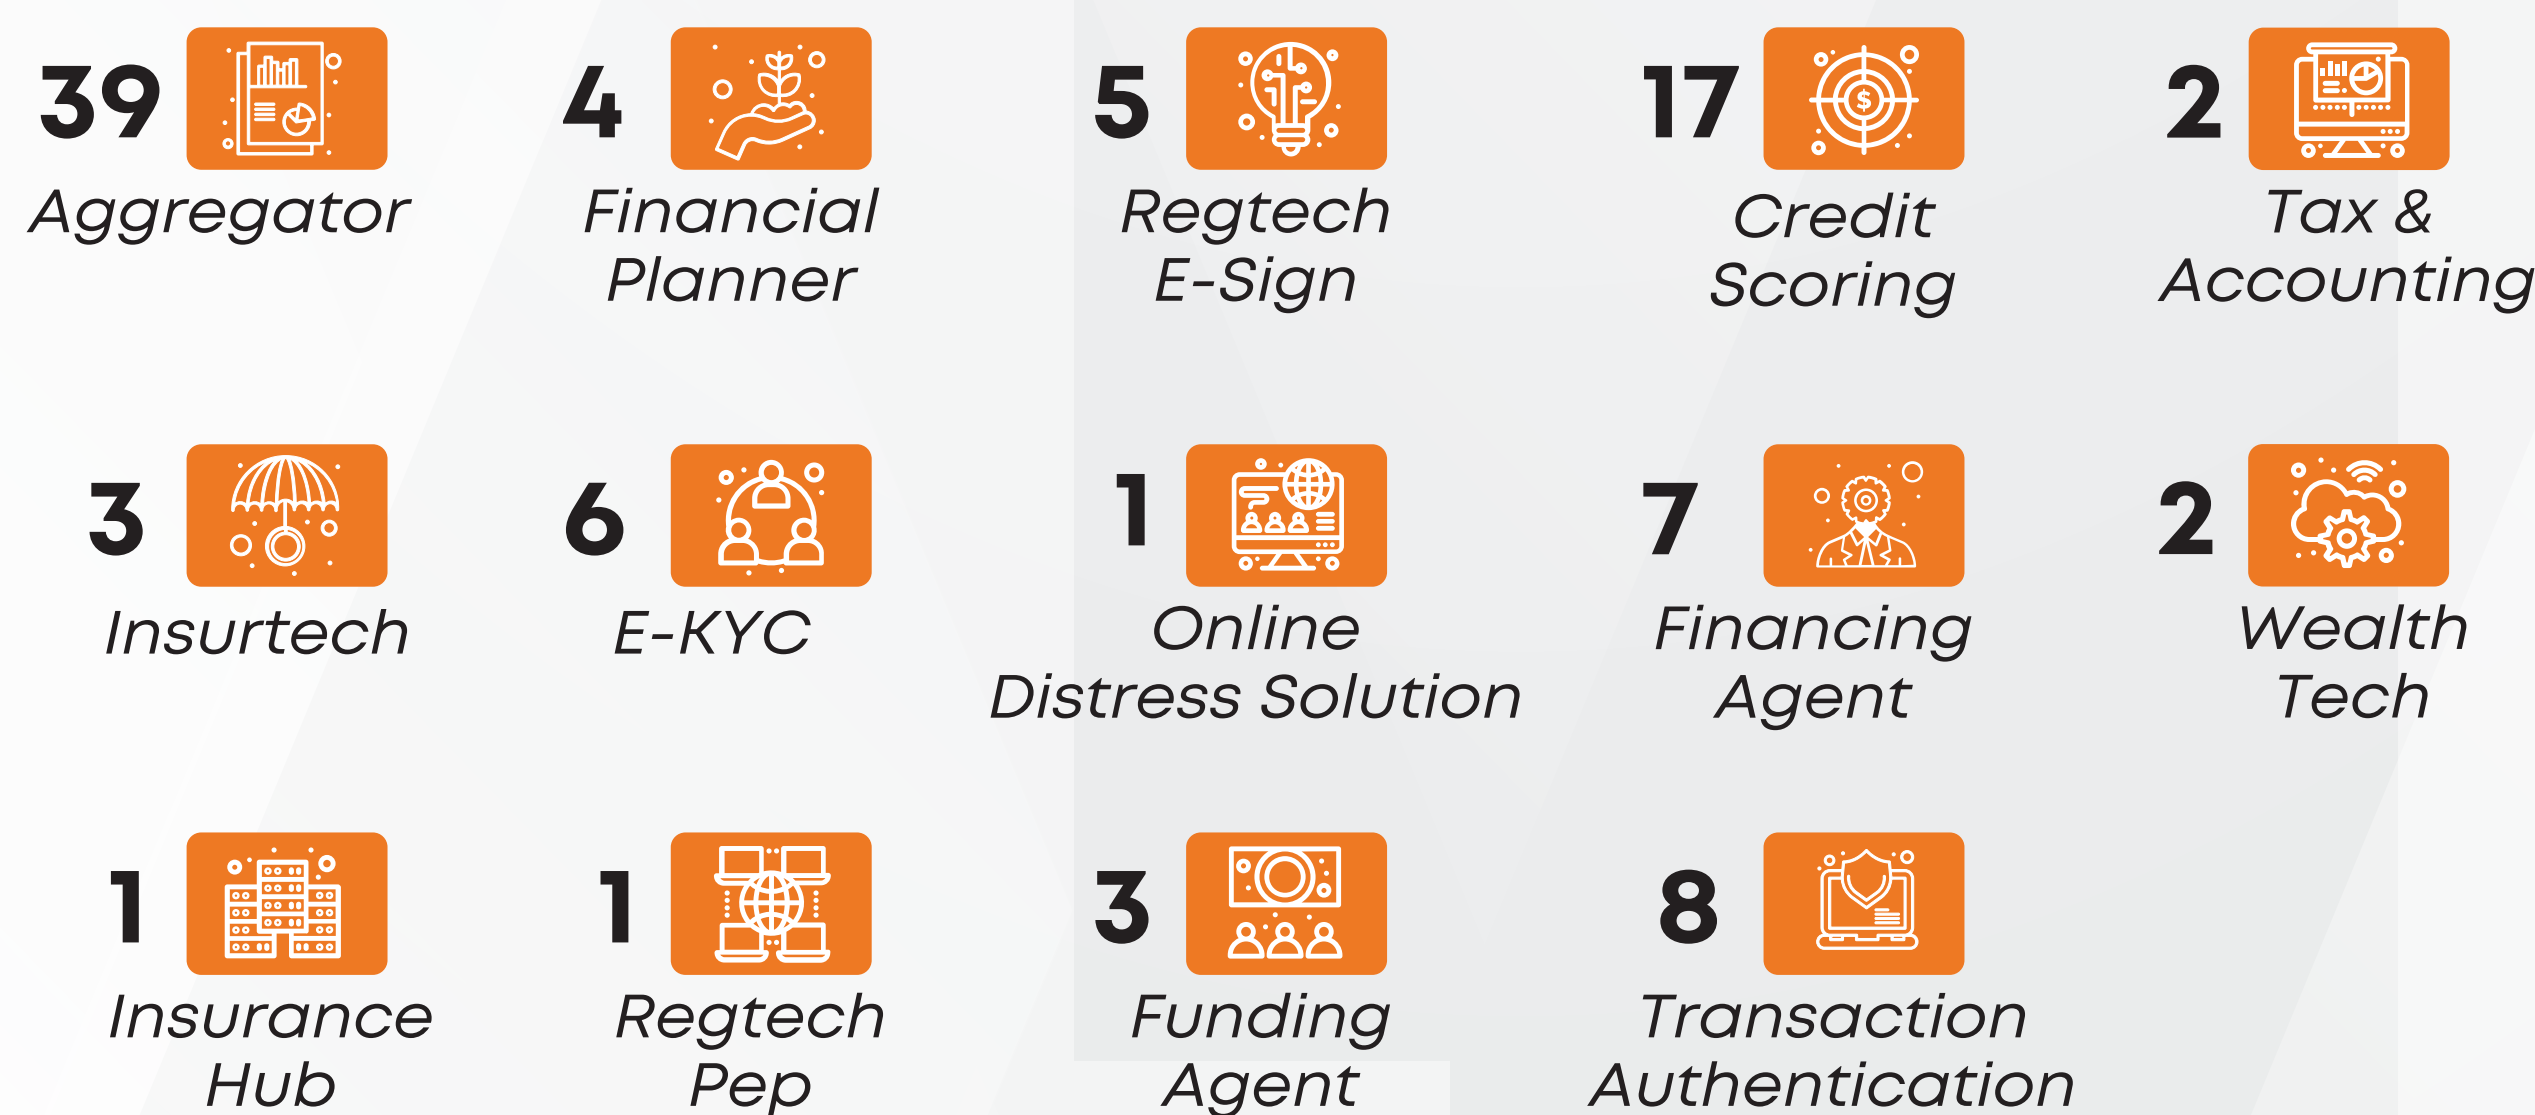 39
Aggregator
4
Financial
Planner
5
Regtech
E-Sign
17
Credit
Scoring
2
Tax &
Accounting
3
Insurtech
6
E-KYC
1
Online
Distress Solution
7
Financing
Agent
2
Wealth
Tech
1
Insurance
Hub
1
Regtech
Pep
3
Funding
Agent
8
Transaction
Authentication